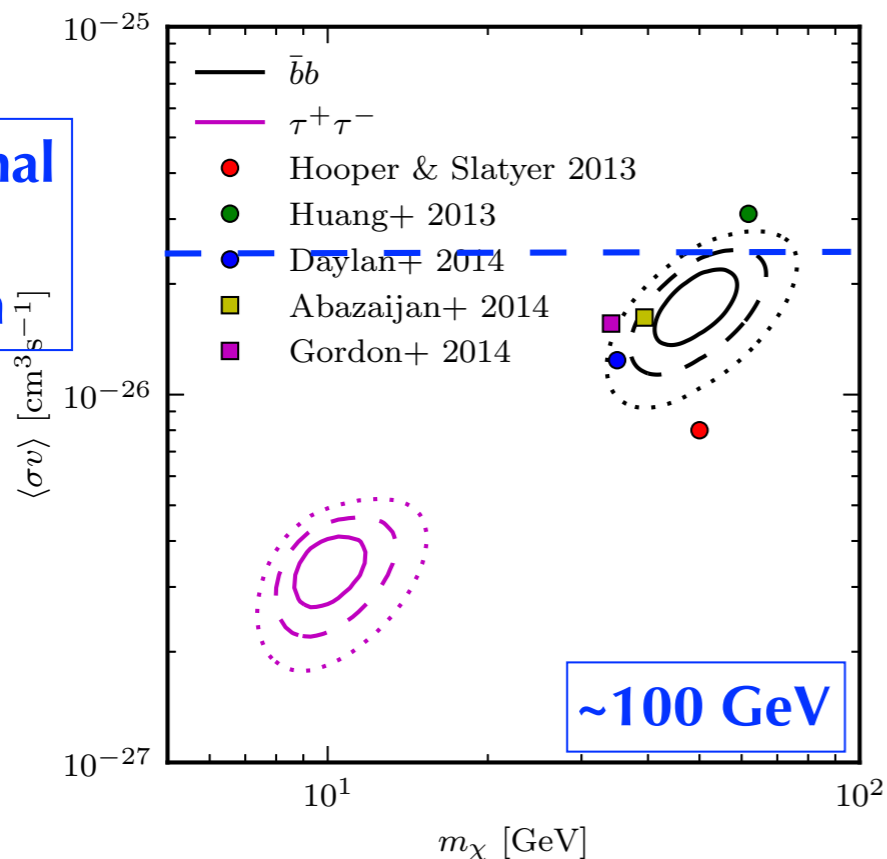 10⁻²⁵
b̄b
τ⁺τ⁻
Hooper & Slatyer 2013
Huang+ 2013
Daylan+ 2014
Abazaijan+ 2014
Gordon+ 2014
⟨σv⟩ [cm³s⁻¹]
10⁻²⁶
~100 GeV
10⁻²⁷
10¹
10²
m_χ [GeV]